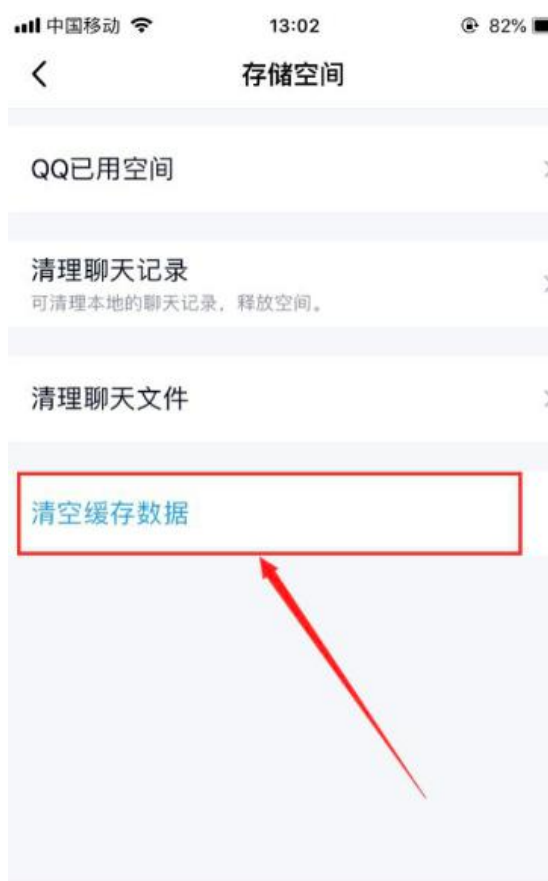 中国移动 13:02 82%
存储空间
QQ已用空间
清理聊天记录
可清理本地的聊天记录，释放空间。
清理聊天文件
清空缓存数据